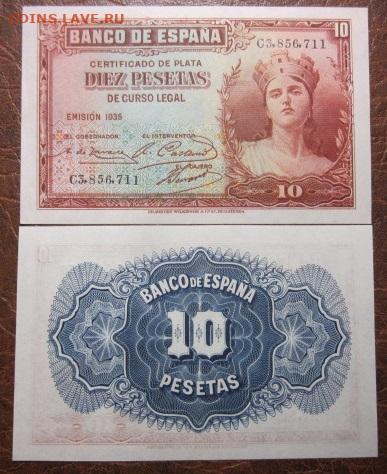 COINS.LAVE.RU
BANCO DE ESPAÑA
10
C3,856,711
CERTIFICADO DE PLATA
DIEZ PESETAS
DE CURSO LEGAL
EMISIÓN 1935
EL GOBERNADOR
EL INTERVENTOR
C3,856,711
10
BANCO DE ESPAÑA
10
PESETAS